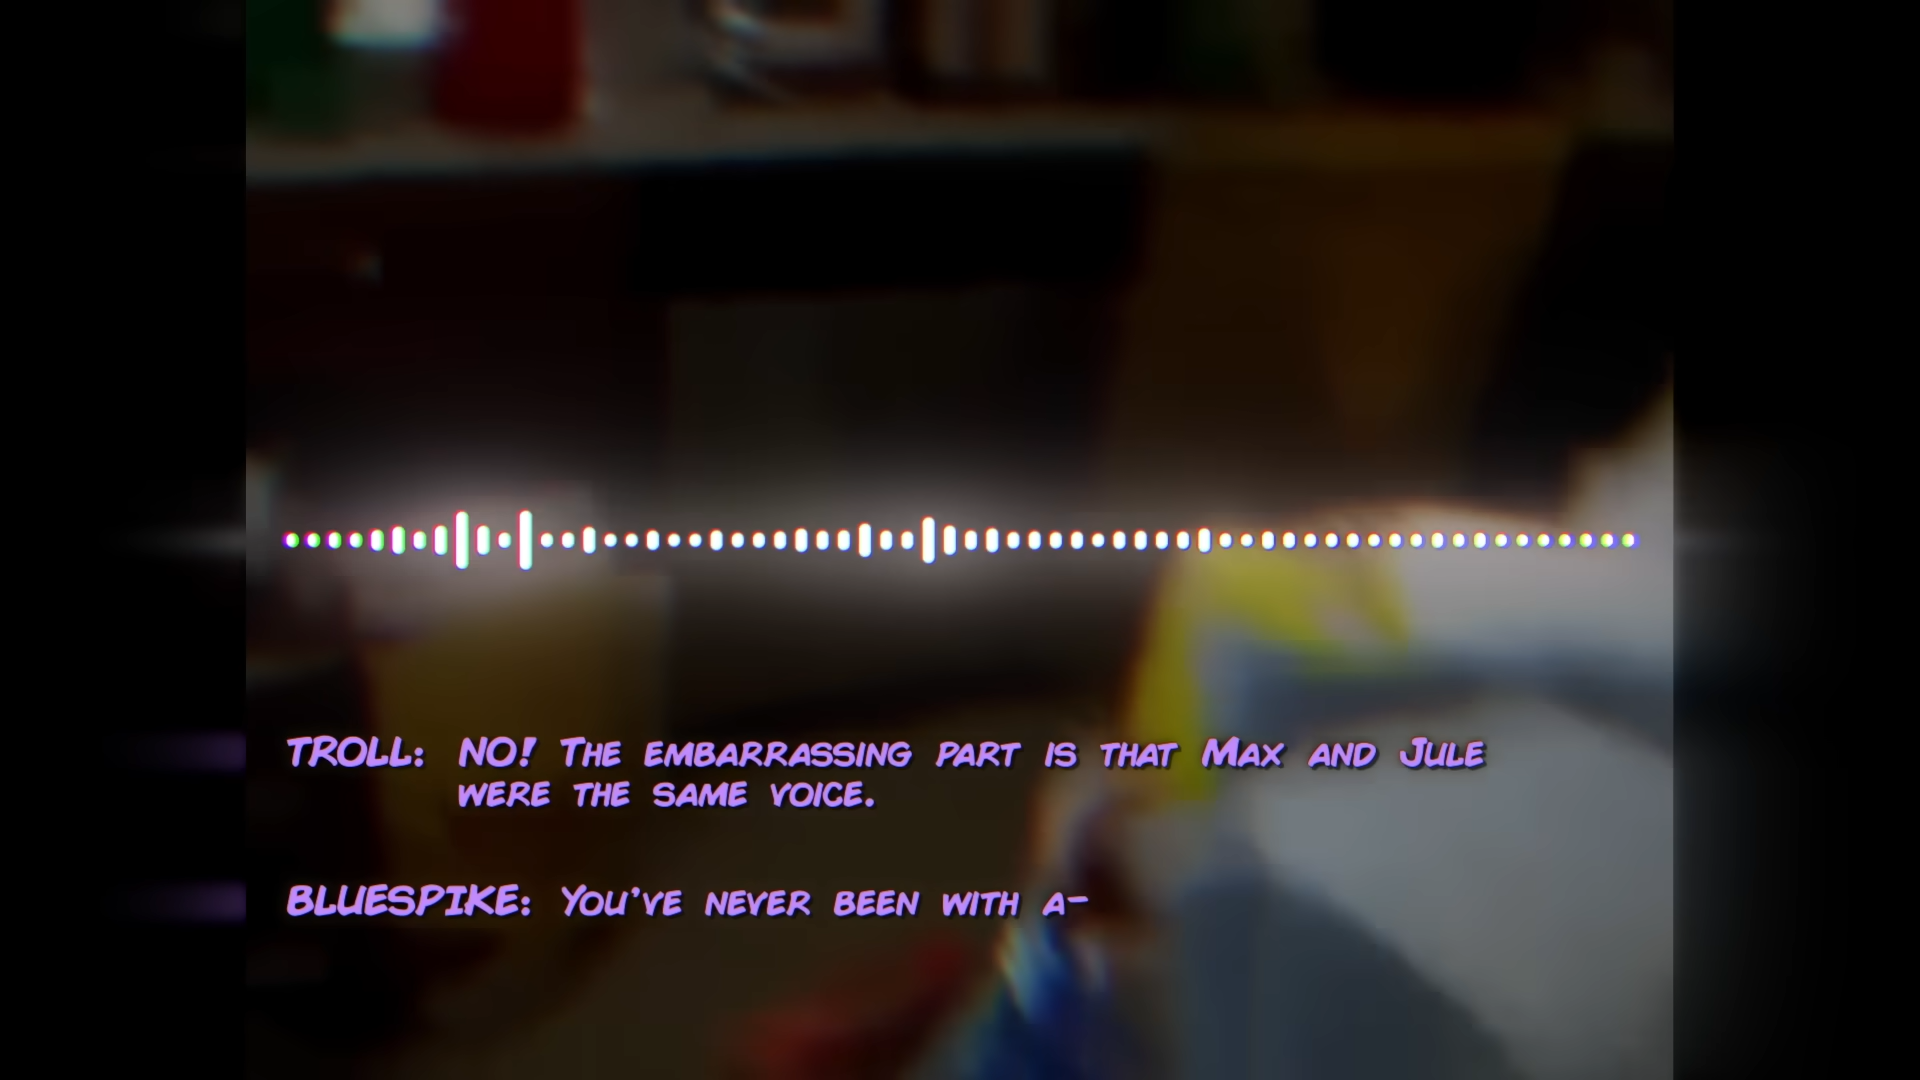 TROLL: NO! The embarrassing part is that Max and Jule
were the same voice.
BLUESPIKE: You've never been with a-